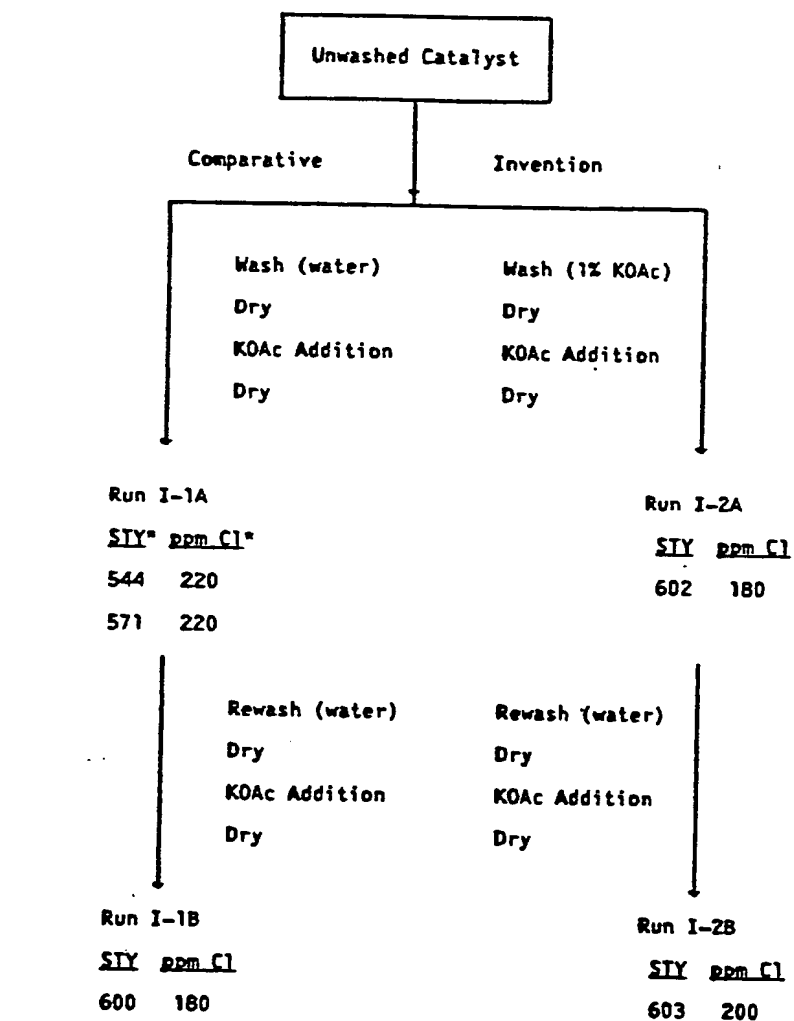 Unwashed Catalyst
Comparative Invention
Wash (water) Wash (1% KOAc)
Dry Dry
KOAc Addition KOAc Addition
Dry Dry
Run I-1A Run I-2A
STY* ppm Cl* STY ppm Cl
544 220 602 180
571 220
Rewash (water) Rewash (water)
Dry Dry
KOAc Addition KOAc Addition
Dry Dry
Run I-1B Run I-2B
STY ppm Cl STY ppm Cl
600 180 603 200